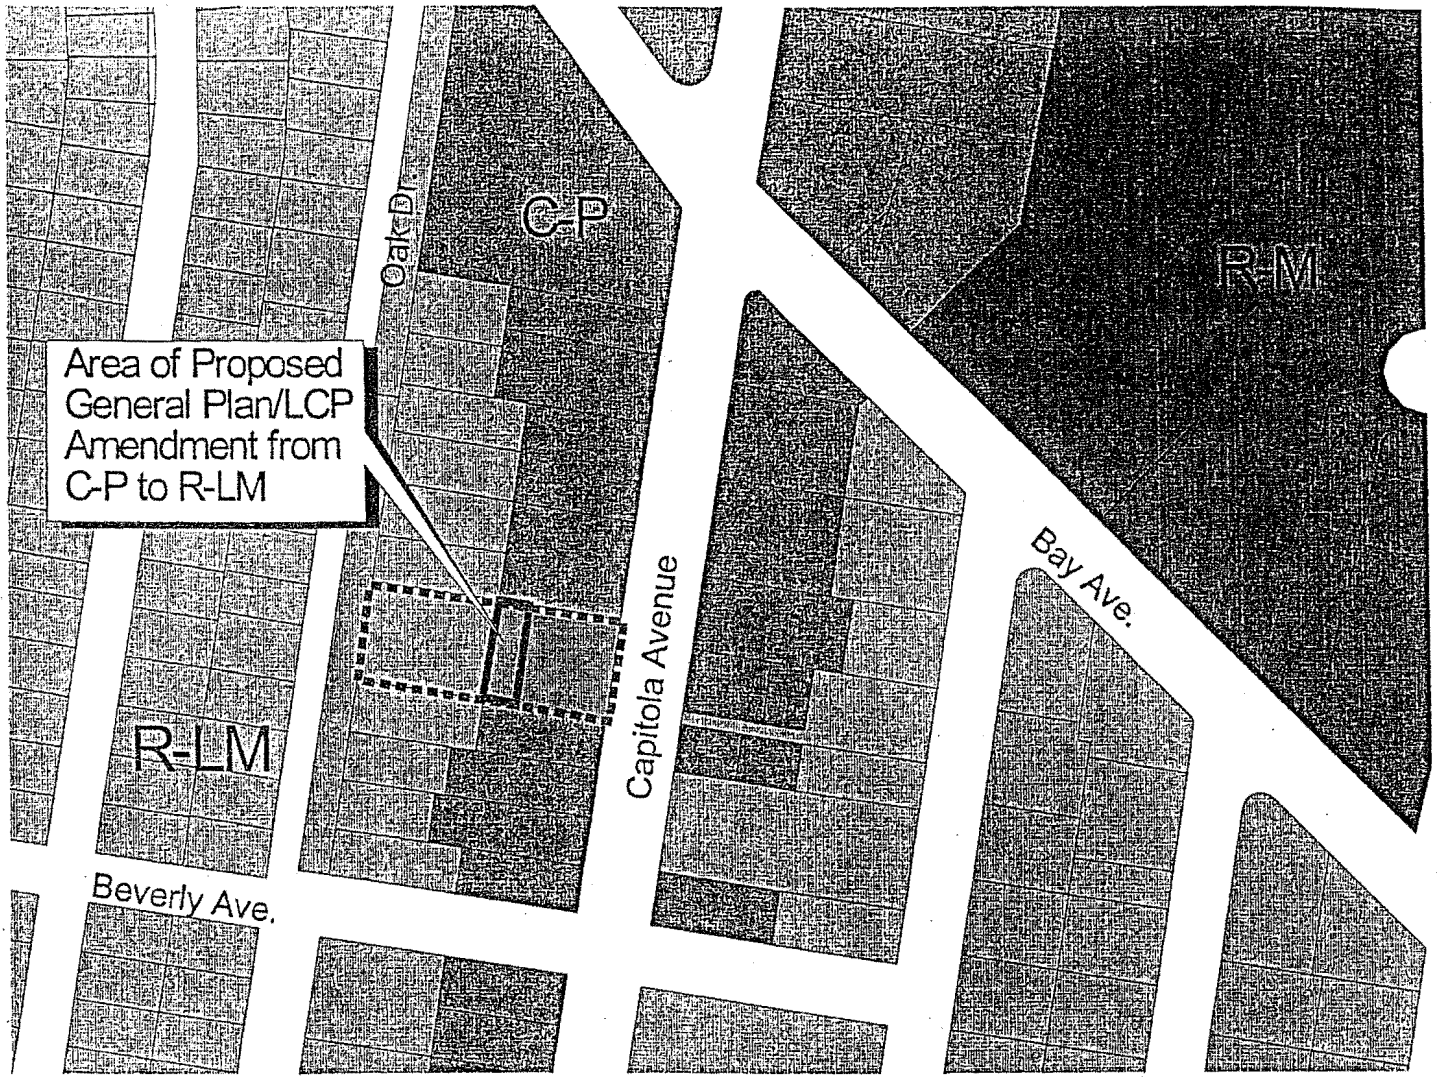 Oak Dr.
C-P
R-M
Area of Proposed
General Plan/LCP
Amendment from
C-P to R-LM
Bay Ave.
Capitola Avenue
R-LM
Beverly Ave.